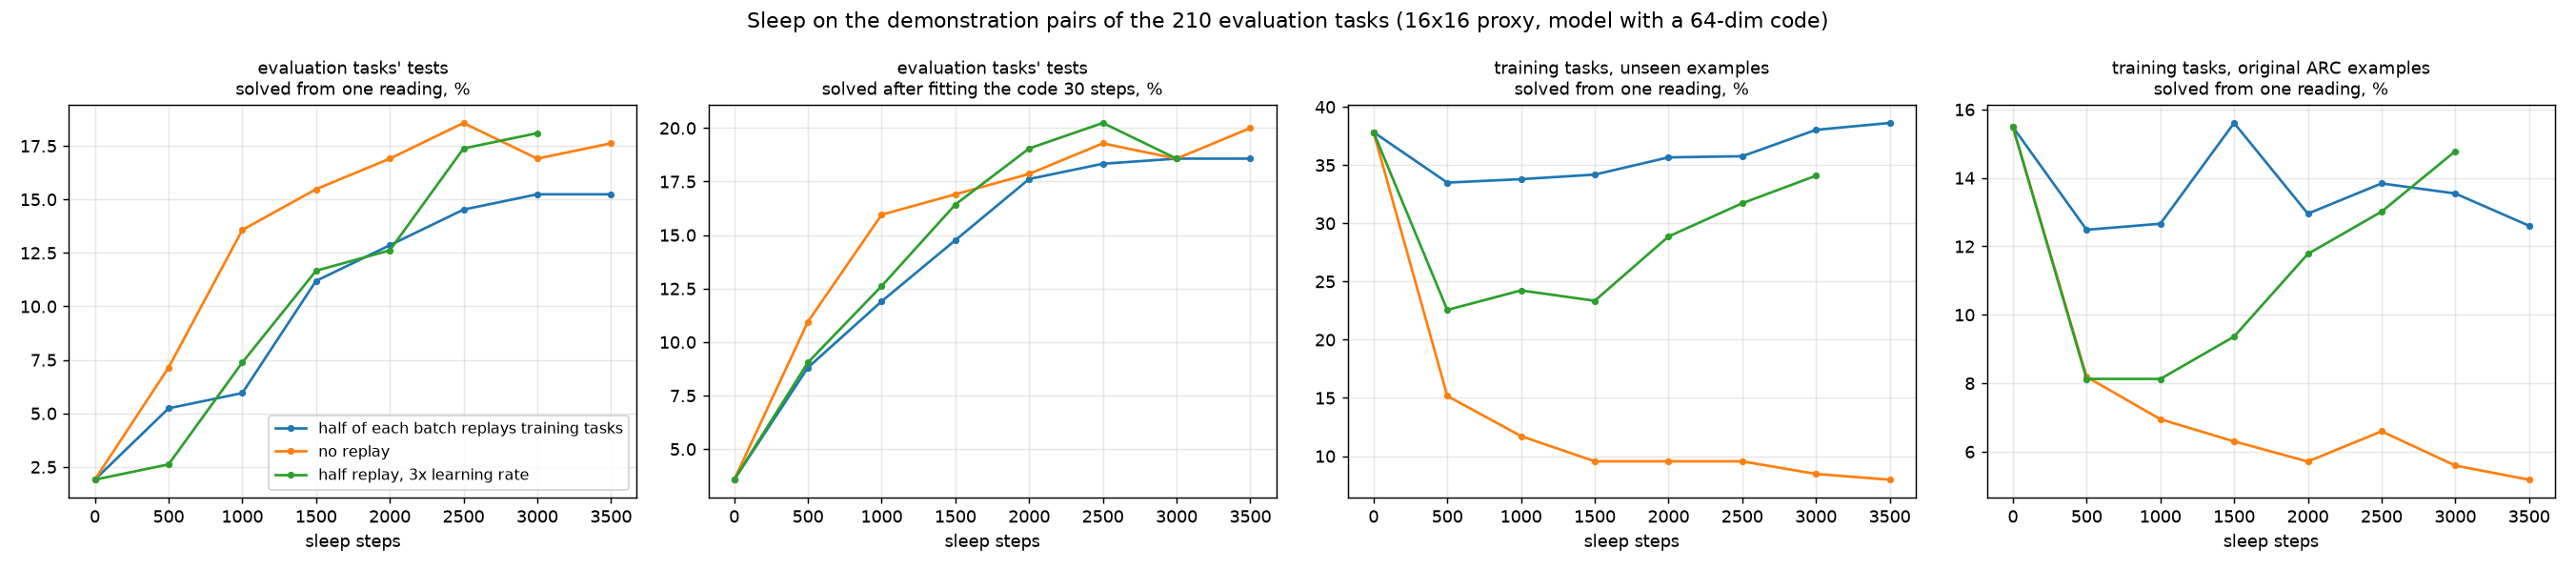 Sleep on the demonstration pairs of the 210 evaluation tasks (16x16 proxy, model with a 64-dim code)
evaluation tasks' tests
solved from one reading, %
17.5
15.0
12.5
10.0
7.5
5.0
2.5
half of each batch replays training tasks
no replay
half replay, 3x learning rate
0 500 1000 1500 2000 2500 3000 3500
sleep steps
evaluation tasks' tests
solved after fitting the code 30 steps, %
20.0
17.5
15.0
12.5
10.0
7.5
5.0
0 500 1000 1500 2000 2500 3000 3500
sleep steps
training tasks, unseen examples
solved from one reading, %
40
35
30
25
20
15
10
0 500 1000 1500 2000 2500 3000 3500
sleep steps
training tasks, original ARC examples
solved from one reading, %
16
14
12
10
8
6
0 500 1000 1500 2000 2500 3000 3500
sleep steps